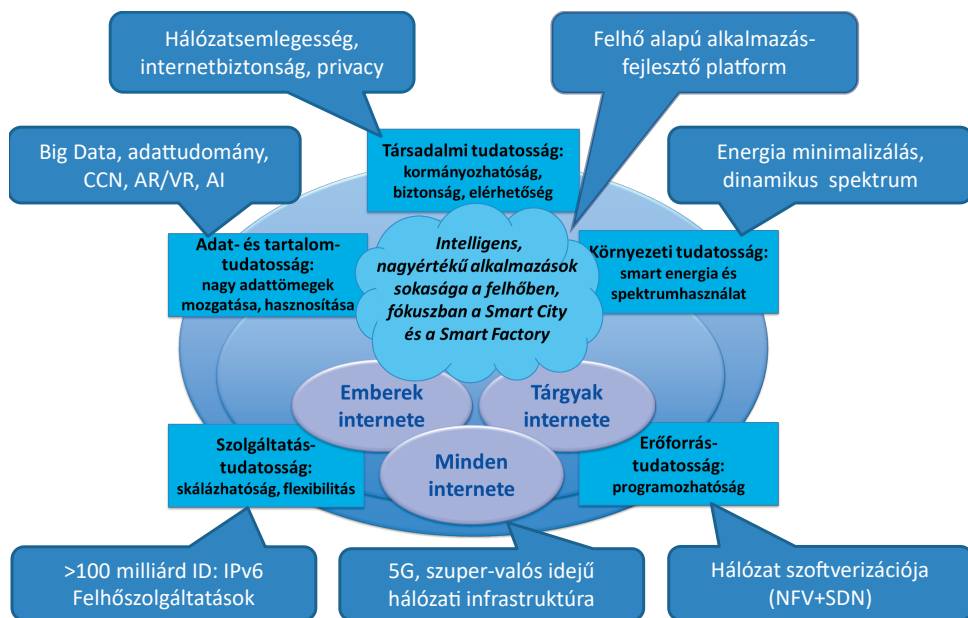 Hálózatsemlegesség,
internetbiztonság, privacy
Felhő alapú alkalmazás-
fejlesztő platform
Big Data, adattudomány,
CCN, AR/VR, AI
Társadalmi tudatosság:
kormányozhatóság,
biztonság, elérhetőség
Energia minimalizálás,
dinamikus spektrum
Adat- és tartalom-
tudatosság:
nagy adattömegek
mozgatása, hasznosítása
Intelligens,
nagyértékű alkalmazások
sokasága a felhőben,
fókuszban a Smart City
és a Smart Factory
Környezeti tudatosság:
smart energia és
spektrumhasználat
Emberek
internete
Tárgyak
internete
Szolgáltatás-
tudatosság:
skálázhatóság, flexibilitás
Minden
internete
Erőforrás-
tudatosság:
programozhatóság
>100 milliárd ID: IPv6
Felhőszolgáltatások
5G, szuper-valós idejű
hálózati infrastruktúra
Hálózat szoftverizációja
(NFV+SDN)